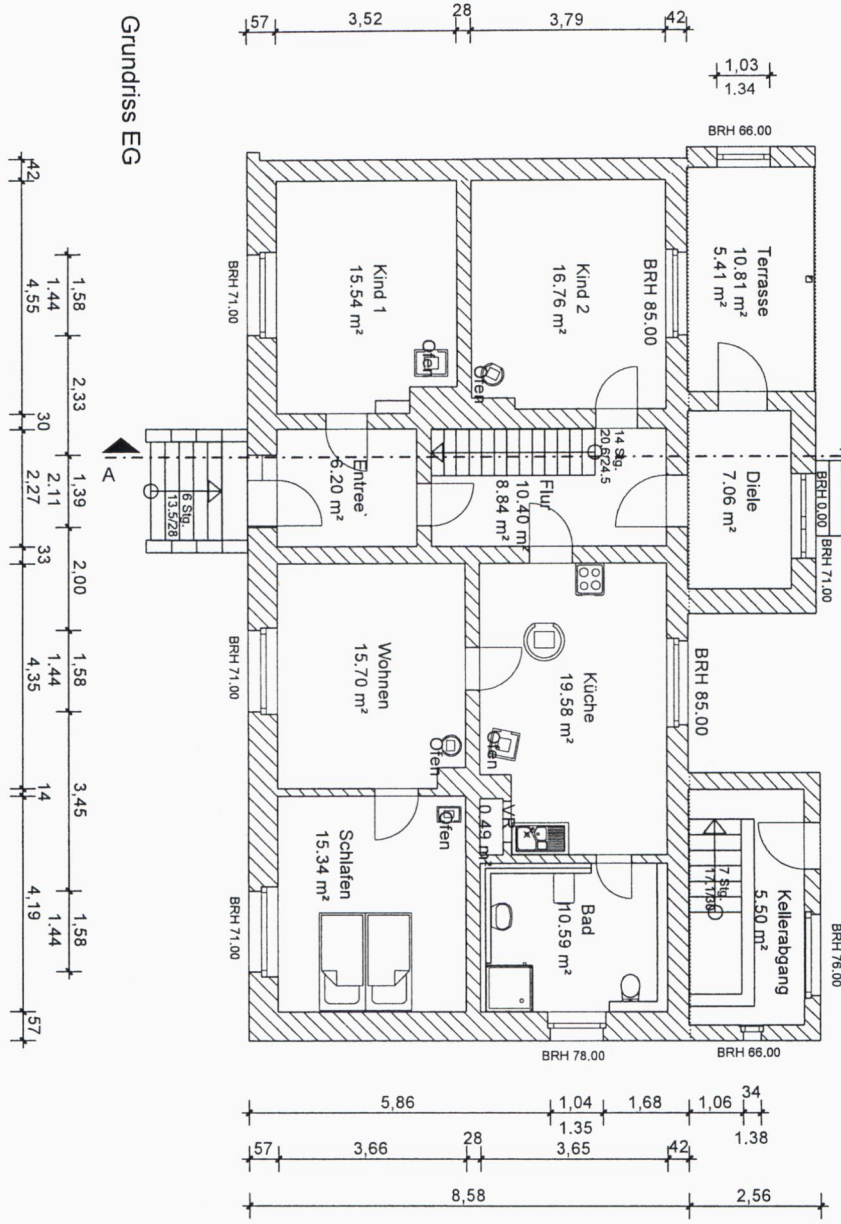 Grundriss EG
57
3,52
28
3,79
42
1,03
1.34
BRH 66.00
Terrasse
10.81 m²
5.41 m²
BRH 85.00
Kind 2
16.76 m²
Kind 1
15.54 m²
BRH 71.00
Ofen
Ofen
14 Stg.
20.6/24.5
Flur
10.40 m²
8.84 m²
Entree`
6.20 m²
Diele
7.06 m²
BRH 0.00
BRH 71.00
A
6 Stg.
13.5/28
BRH 85.00
Küche
19.58 m²
Wohnen
15.70 m²
BRH 71.00
Ofen
Ofen
Ofen
0.49 m²
Schlafen
15.34 m²
BRH 71.00
Bad
10.59 m²
BRH 78.00
7 Stg.
Kellerabgang
5.50 m²
BRH 76.00
BRH 66.00
1,58
1.44
2,33
1,39
2.11
2,00
1,58
1.44
3,45
1,58
1.44
42
4,55
30
2,27
33
4,35
14
4,19
57
5,86
1,04
1.35
1,68
1,06
34
1.38
57
3,66
28
3,65
42
8,58
2,56